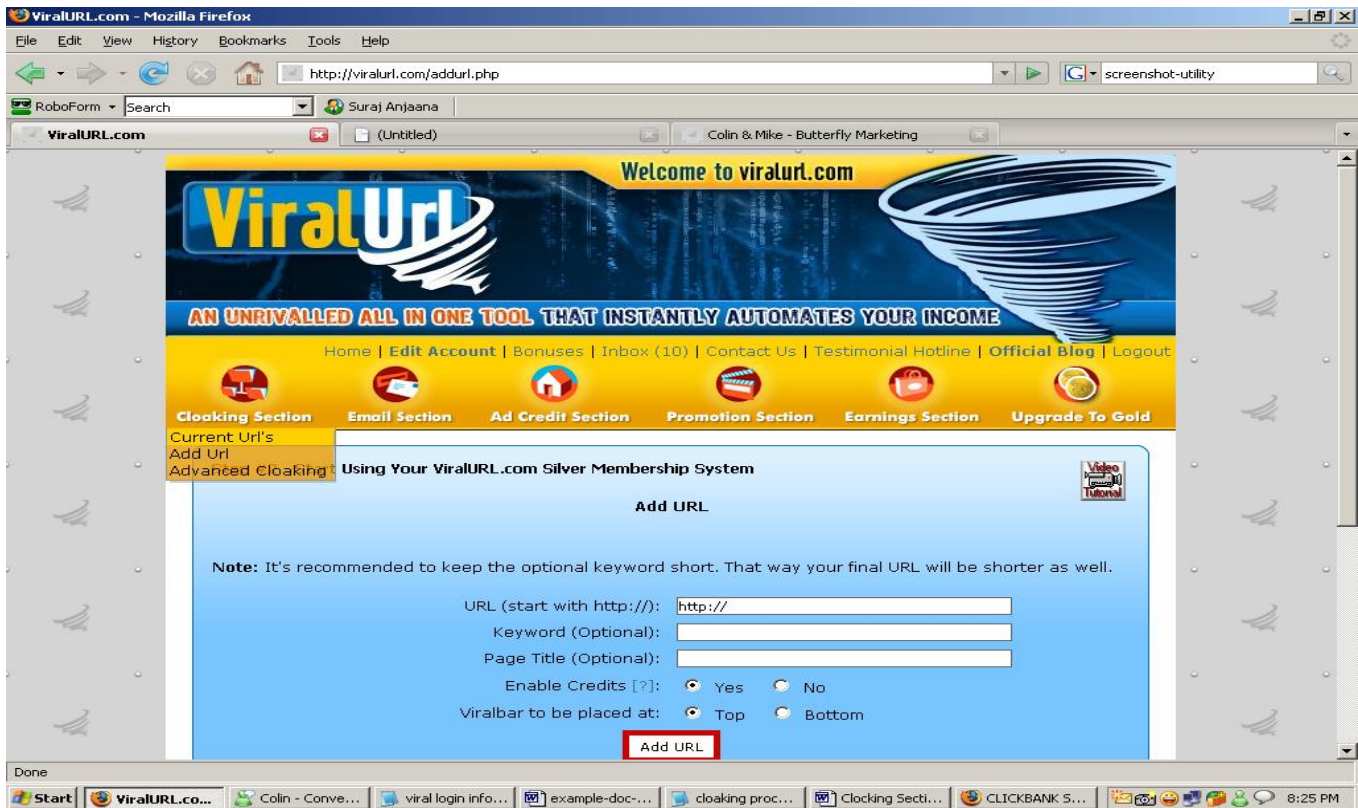 ViralURL.com - Mozilla Firefox
File Edit View History Bookmarks Tools Help
http://viralurl.com/addurl.php
screenshot-utility
RoboForm Search Suraj Anjaana
ViralURL.com (Untitled) Colin & Mike - Butterfly Marketing
Welcome to viralurl.com
ViralUrl
AN UNRIVALLED ALL IN ONE TOOL THAT INSTANTLY AUTOMATES YOUR INCOME
Home | Edit Account | Bonuses | Inbox (10) | Contact Us | Testimonial Hotline | Official Blog | Logout
Cloaking Section Email Section Ad Credit Section Promotion Section Earnings Section Upgrade To Gold
Current Url's
Add Url
Advanced Cloaking
Using Your ViralURL.com Silver Membership System
Video Tutorial
Add URL
Note: It's recommended to keep the optional keyword short. That way your final URL will be shorter as well.
URL (start with http://): http://
Keyword (Optional):
Page Title (Optional):
Enable Credits [?]: Yes No
Viralbar to be placed at: Top Bottom
Add URL
Done
Start ViralURL.co... Colin - Conve... viral login info... example-doc-... cloaking proc... Clocking Secti... CLICKBANK S... 8:25 PM